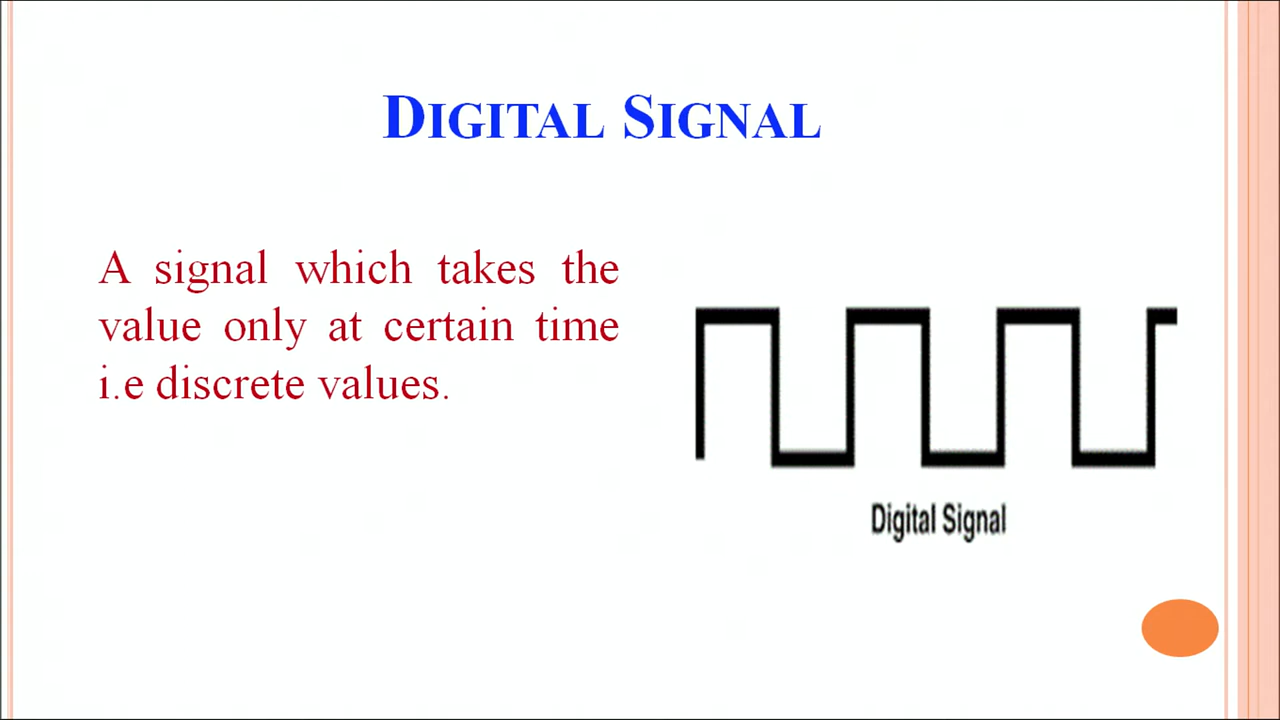 DIGITAL SIGNAL
A signal which takes the
value only at certain time
i.e discrete values.
Digital Signal